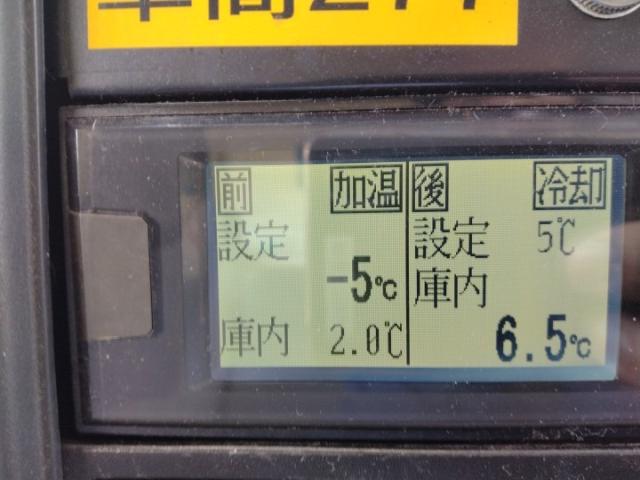 前 加温
設定
-5℃
庫内 2.0℃
後 冷却
設定 5℃
庫内
6.5℃